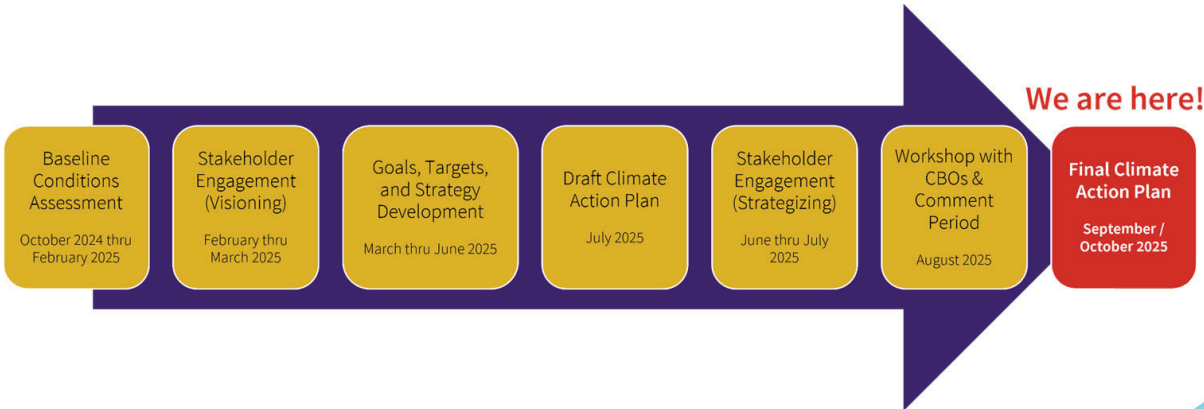 We are here!
Baseline
Conditions
Assessment
October 2024 thru
February 2025
Stakeholder
Engagement
(Visioning)
February thru
March 2025
Goals, Targets,
and Strategy
Development
March thru June 2025
Draft Climate
Action Plan
July 2025
Stakeholder
Engagement
(Strategizing)
June thru July
2025
Workshop with
CBOs &
Comment
Period
August 2025
Final Climate
Action Plan
September /
October 2025